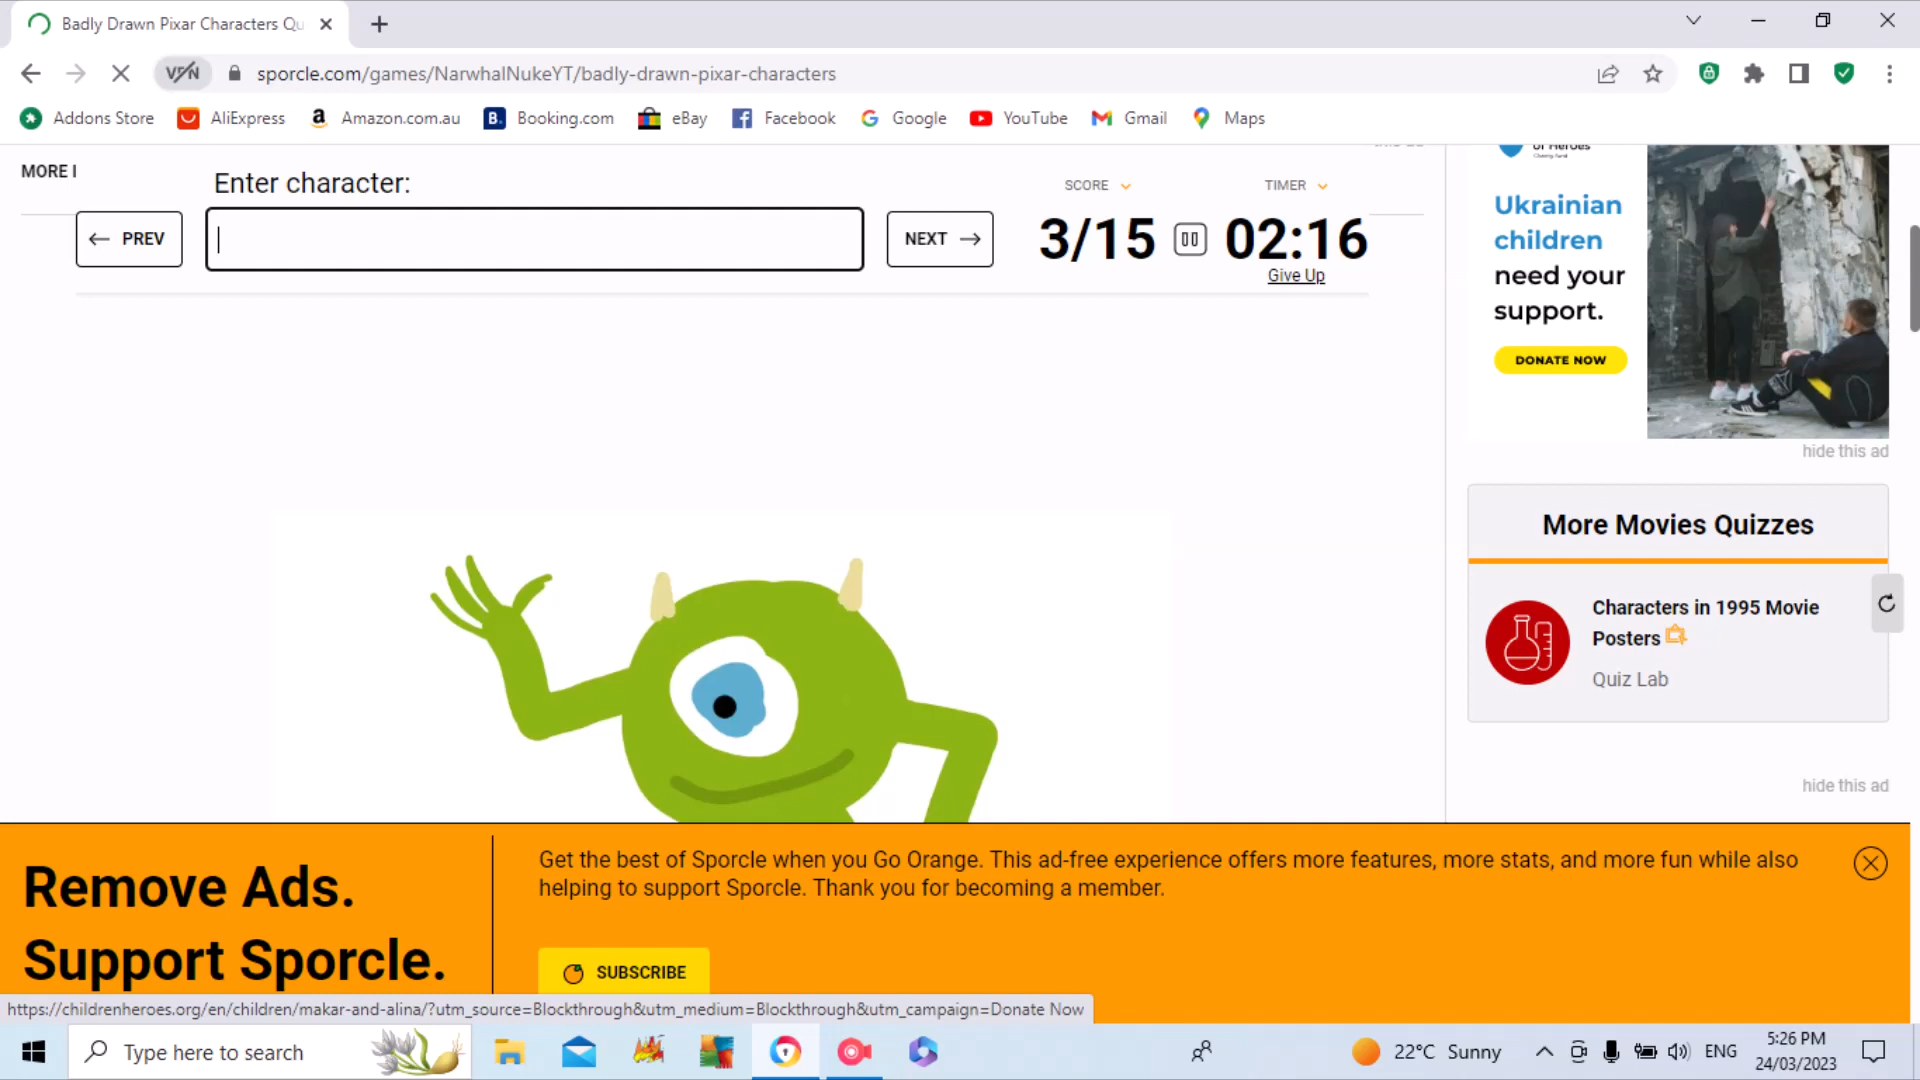 Badly Drawn Pixar Characters Qu
VPN
sporcle.com/games/NarwhalNukeYT/badly-drawn-pixar-characters
Addons Store
AliExpress
Amazon.com.au
Booking.com
eBay
Facebook
Google
YouTube
Gmail
Maps
MORE I
Enter character:
PREV
NEXT
SCORE
3/15
TIMER
02:16
Give Up
of Heroes
Charity Fund
Ukrainian
children
need your
support.
DONATE NOW
hide this ad
More Movies Quizzes
Characters in 1995 Movie
Posters
Quiz Lab
hide this ad
Remove Ads.
Support Sporcle.
Get the best of Sporcle when you Go Orange. This ad-free experience offers more features, more stats, and more fun while also
helping to support Sporcle. Thank you for becoming a member.
SUBSCRIBE
https://childrenheroes.org/en/children/makar-and-alina/?utm_source=Blockthrough&utm_medium=Blockthrough&utm_campaign=Donate Now
Type here to search
22°C Sunny
ENG
5:26 PM
24/03/2023